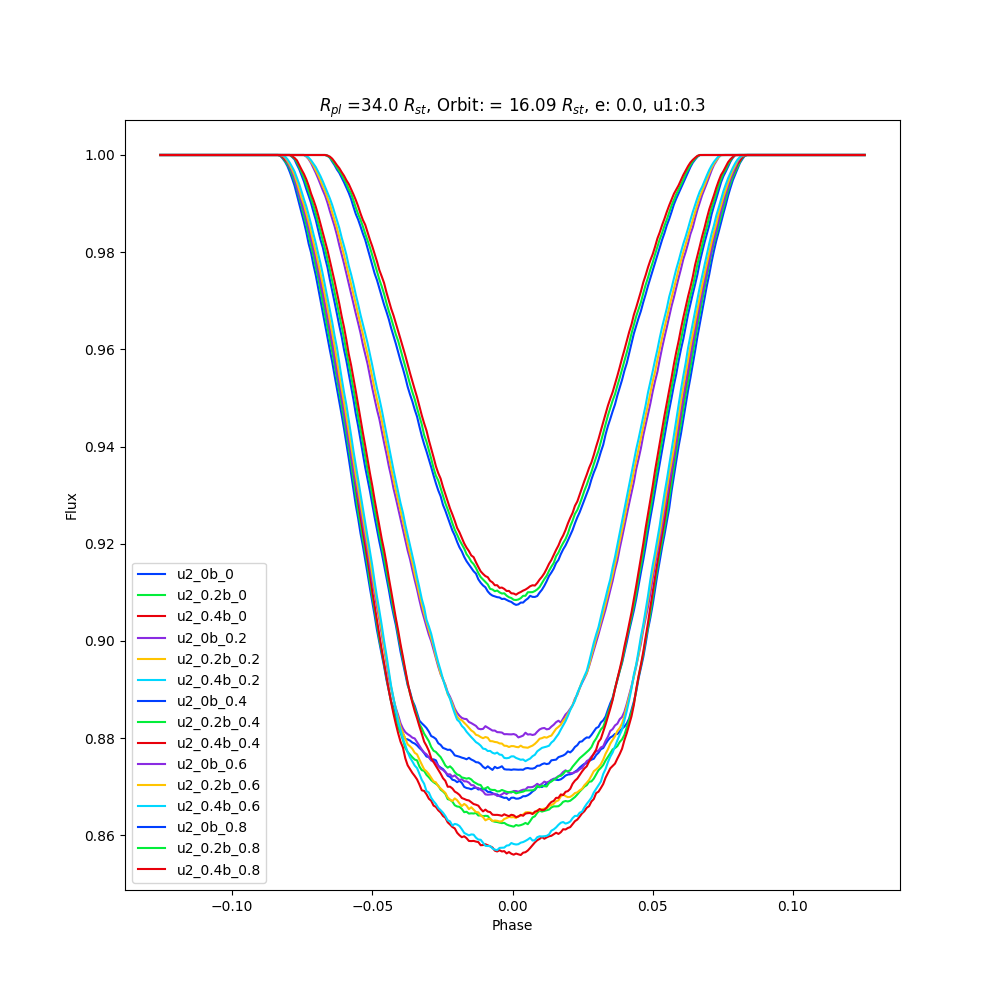 R_pl =34.0 R_st, Orbit: = 16.09 R_st, e: 0.0, u1:0.3
1.00
0.98
0.96
0.94
0.92
0.90
0.88
0.86
Flux
u2_0b_0
u2_0.2b_0
u2_0.4b_0
u2_0b_0.2
u2_0.2b_0.2
u2_0.4b_0.2
u2_0b_0.4
u2_0.2b_0.4
u2_0.4b_0.4
u2_0b_0.6
u2_0.2b_0.6
u2_0.4b_0.6
u2_0b_0.8
u2_0.2b_0.8
u2_0.4b_0.8
−0.10 −0.05 0.00 0.05 0.10
Phase